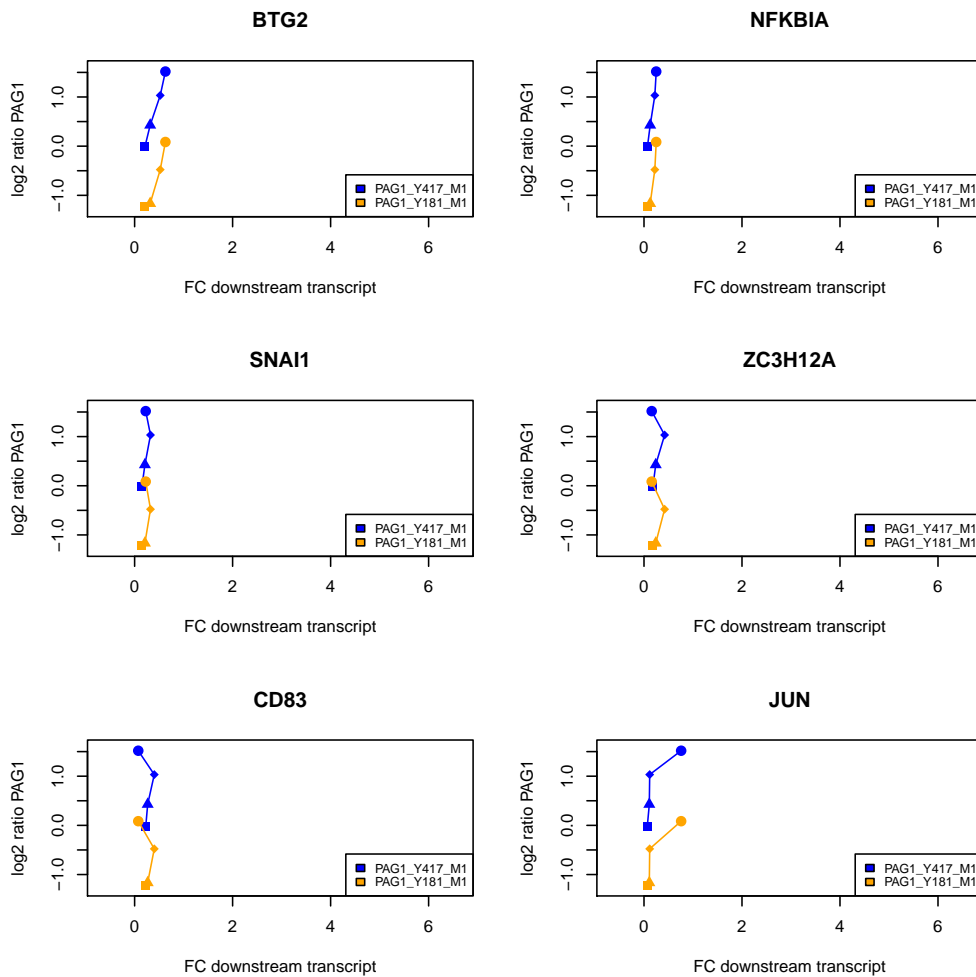 BTG2
log2 ratio PAG1
1.0
0.0
−1.0
PAG1_Y417_M1
PAG1_Y181_M1
0 2 4 6
FC downstream transcript
NFKBIA
log2 ratio PAG1
1.0
0.0
−1.0
PAG1_Y417_M1
PAG1_Y181_M1
0 2 4 6
FC downstream transcript
SNAI1
log2 ratio PAG1
1.0
0.0
−1.0
PAG1_Y417_M1
PAG1_Y181_M1
0 2 4 6
FC downstream transcript
ZC3H12A
log2 ratio PAG1
1.0
0.0
−1.0
PAG1_Y417_M1
PAG1_Y181_M1
0 2 4 6
FC downstream transcript
CD83
log2 ratio PAG1
1.0
0.0
−1.0
PAG1_Y417_M1
PAG1_Y181_M1
0 2 4 6
FC downstream transcript
JUN
log2 ratio PAG1
1.0
0.0
−1.0
PAG1_Y417_M1
PAG1_Y181_M1
0 2 4 6
FC downstream transcript